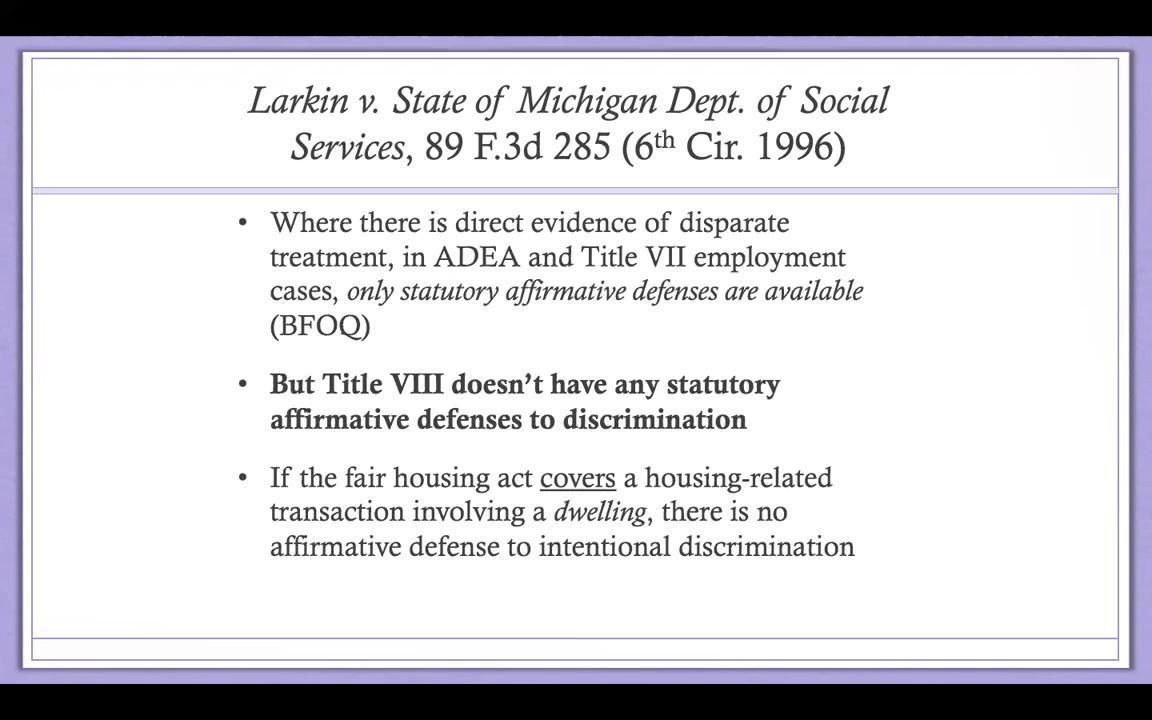 Larkin v. State of Michigan Dept. of Social
Services, 89 F.3d 285 (6th Cir. 1996)
• Where there is direct evidence of disparate
treatment, in ADEA and Title VII employment
cases, only statutory affirmative defenses are available
(BFOQ)
• But Title VIII doesn't have any statutory
affirmative defenses to discrimination
• If the fair housing act covers a housing-related
transaction involving a dwelling, there is no
affirmative defense to intentional discrimination